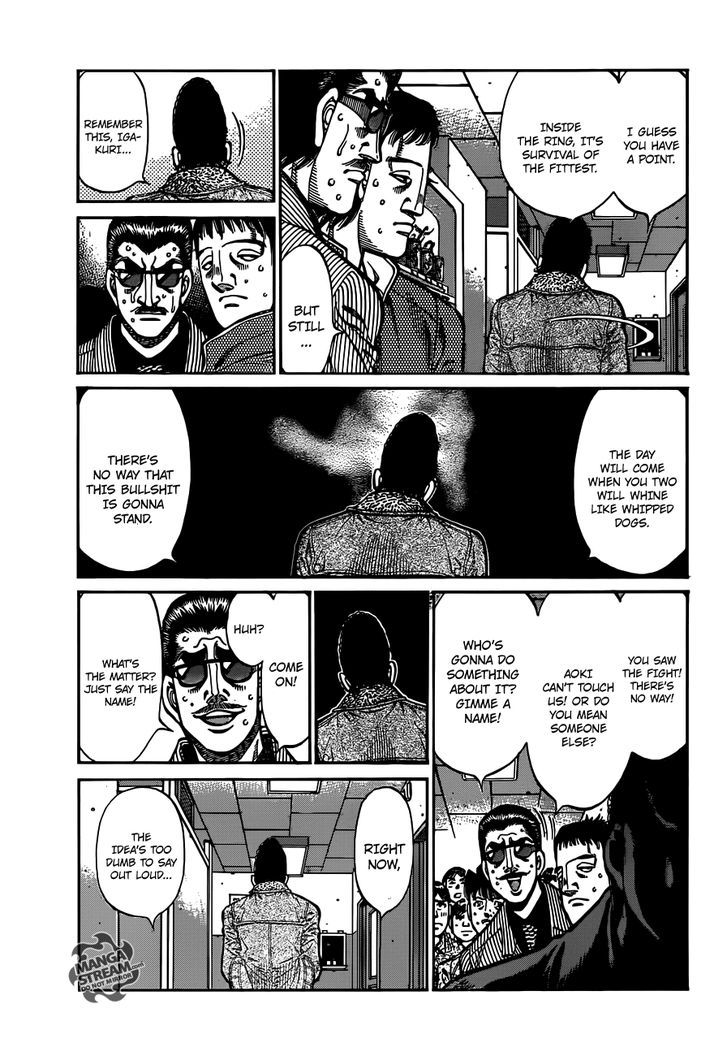 I GUESS
YOU HAVE
A POINT.
INSIDE
THE RING, IT'S
SURVIVAL OF
THE FITTEST.
BUT
STILL
...
REMEMBER
THIS, IGA-
KURI...
THE DAY
WILL COME
WHEN YOU TWO
WILL WHINE
LIKE WHIPPED
DOGS.
THERE'S
NO WAY THAT
THIS BULLSHIT
IS GONNA
STAND.
YOU SAW
THE FIGHT!
THERE'S
NO WAY!
AOKI
CAN'T TOUCH
US! OR DO
YOU MEAN
SOMEONE
ELSE?
WHO'S
GONNA DO
SOMETHING
ABOUT IT?
GIMME
A NAME!
HUH?
COME
ON!
WHAT'S
THE MATTER?
JUST SAY THE
NAME!
RIGHT
NOW,
THE
IDEA'S TOO
DUMB TO SAY
OUT LOUD...
MANGA
STREAM.com
DO NOT MIRROR